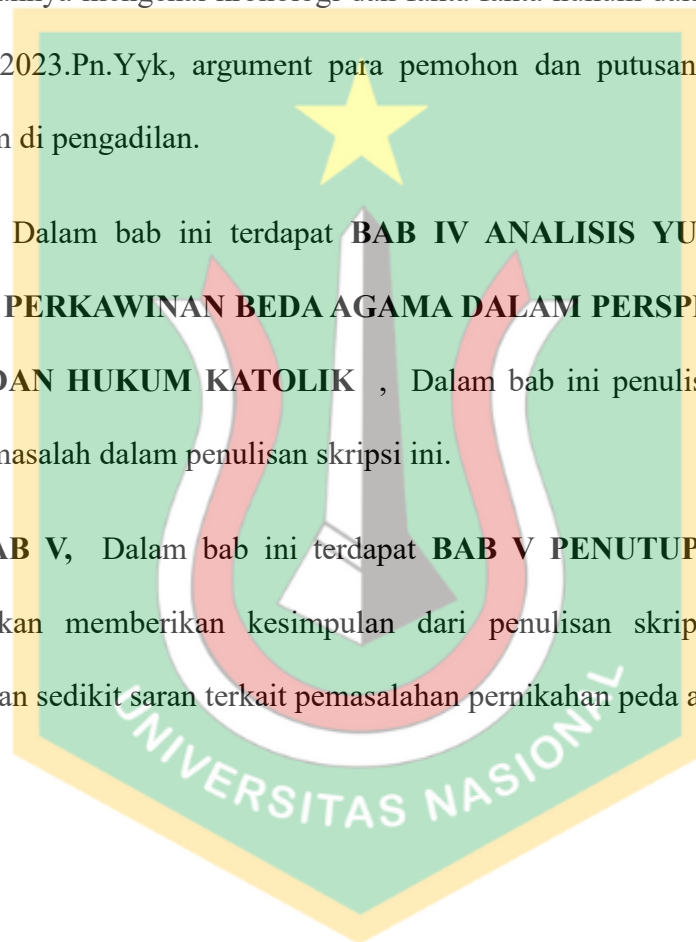 2023.Pn.Yyk, argument para pemohon dan putusan
di pengadilan.
Dalam bab ini terdapat BAB IV ANALISIS YU
PERKAWINAN BEDA AGAMA DALAM PERSP
DAN HUKUM KATOLIK , Dalam bab ini penulis
masalah dalam penulisan skripsi ini.
AB V, Dalam bab ini terdapat BAB V PENUTUP
kan memberikan kesimpulan dari penulisan skrip
an sedikit saran terkait pemasalahan pernikahan peda a
UNIVERSITAS NASIONAL